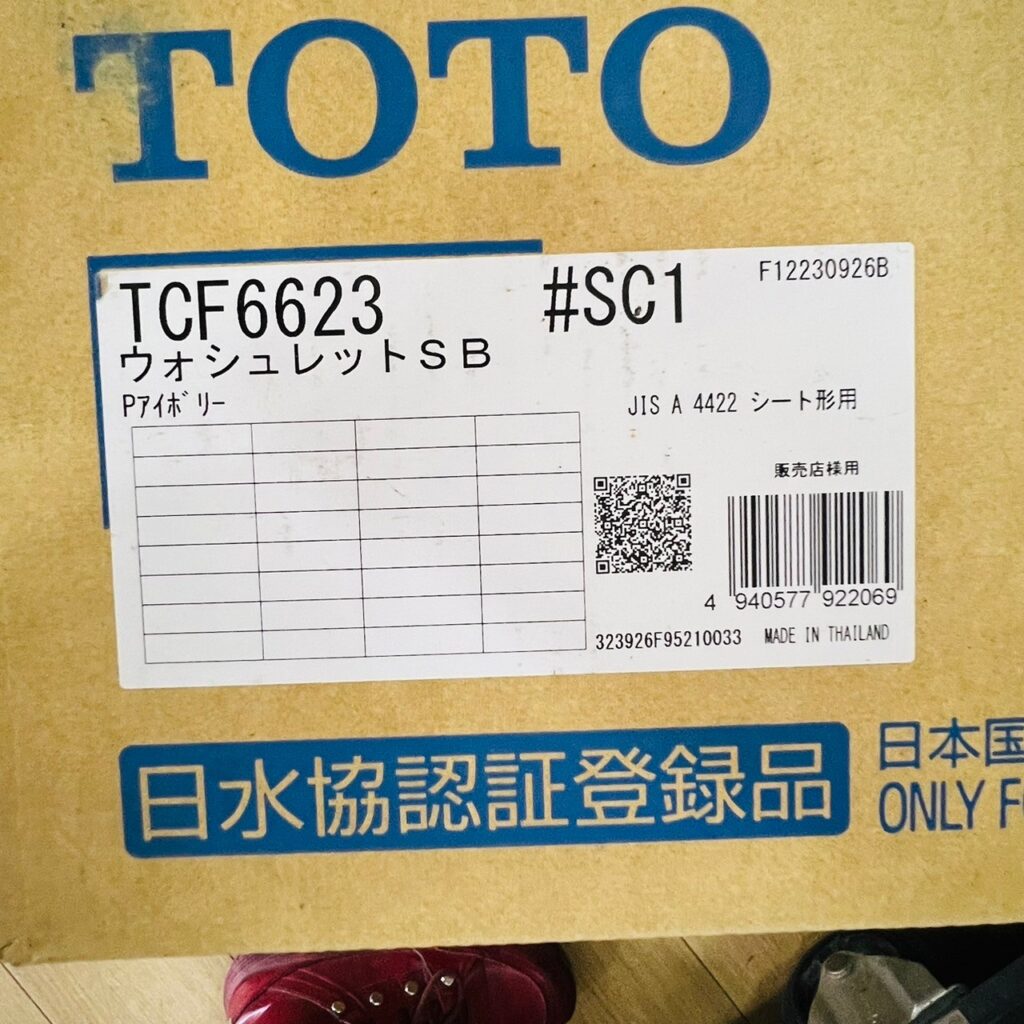 TOTO
TCF6623 #SC1 F12230926B
ウォシュレットSB
Pアイボリー JIS A 4422 シート形用
販売店様用
4 940577 922069
323926F95210033 MADE IN THAILAND
日水協認証登録品
日本国
ONLY F